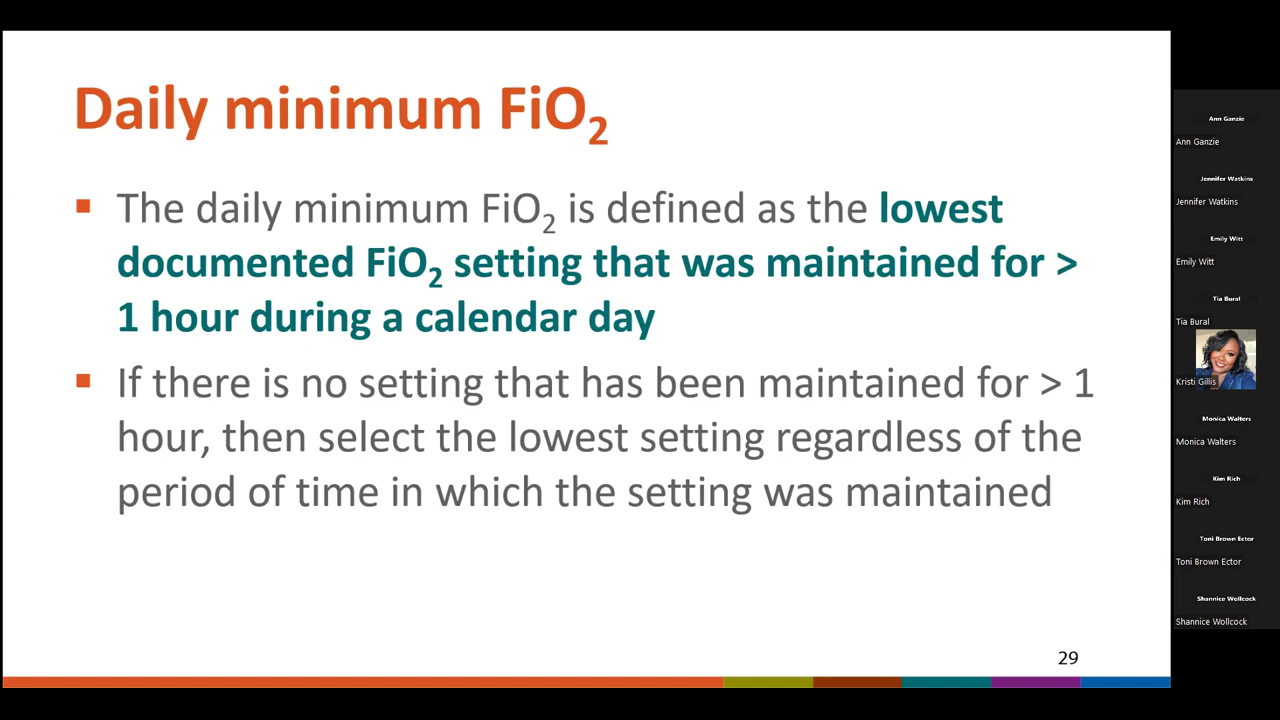 Daily minimum FiO₂
▪ The daily minimum FiO₂ is defined as the lowest
documented FiO₂ setting that was maintained for >
1 hour during a calendar day
▪ If there is no setting that has been maintained for > 1
hour, then select the lowest setting regardless of the
period of time in which the setting was maintained
29
Ann Ganzie
Ann Ganzie
Jennifer Watkins
Jennifer Watkins
Emily Witt
Emily Witt
Tia Bural
Tia Bural
Kristi Gillis
Monica Walters
Monica Walters
Kim Rich
Kim Rich
Toni Brown Ector
Toni Brown Ector
Shannice Wollcock
Shannice Wollcock